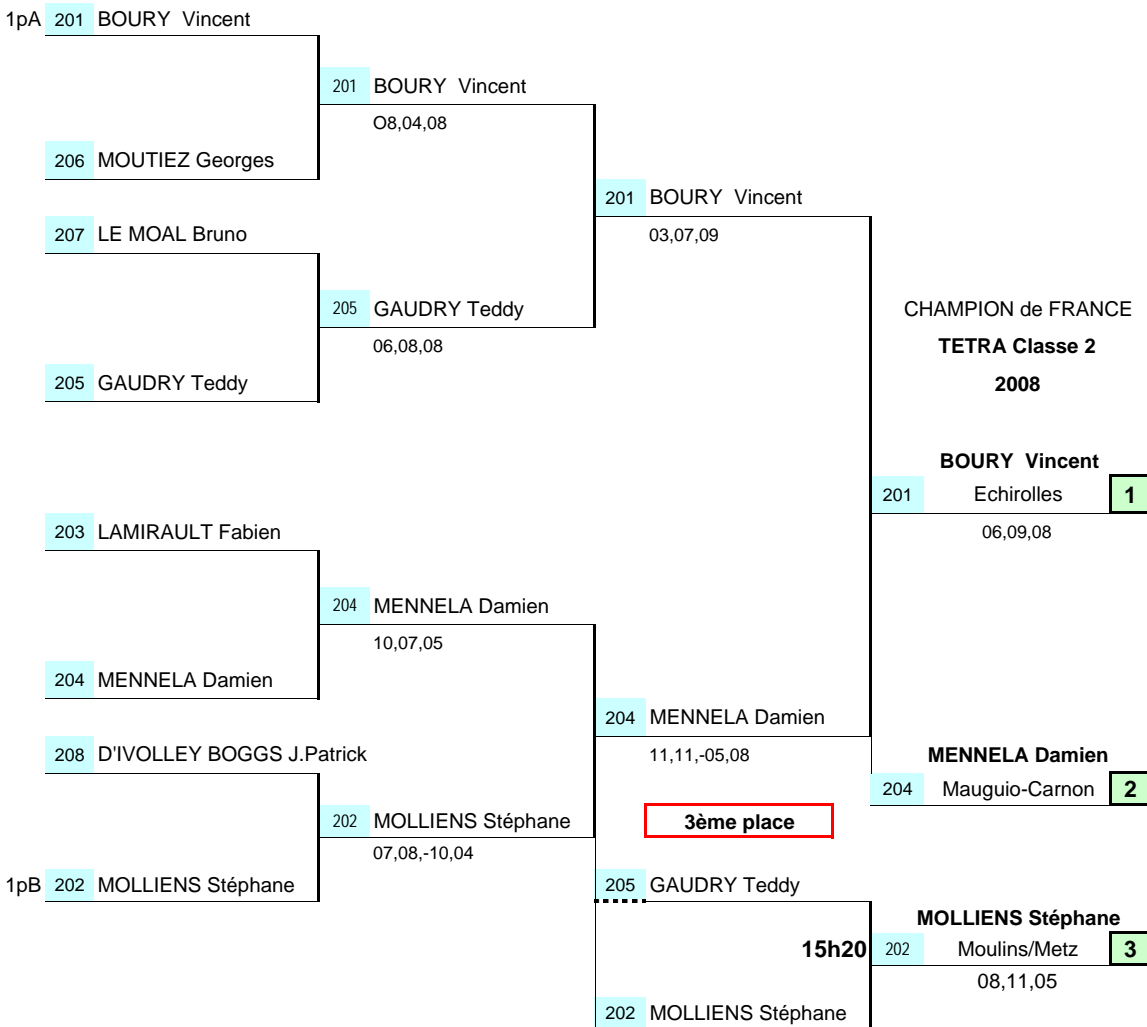 1pA 201 BOURY Vincent
201 BOURY Vincent
O8,04,08
206 MOUTIEZ Georges
201 BOURY Vincent
207 LE MOAL Bruno
03,07,09
205 GAUDRY Teddy
CHAMPION de FRANCE
06,08,08
TETRA Classe 2
205 GAUDRY Teddy
2008
BOURY Vincent
201 Echirolles 1
203 LAMIRAULT Fabien
06,09,08
204 MENNELA Damien
10,07,05
204 MENNELA Damien
204 MENNELA Damien
208 D'IVOLLEY BOGGS J.Patrick
11,11,-05,08
MENNELA Damien
204 Mauguio-Carnon 2
202 MOLLIENS Stéphane
3ème place
07,08,-10,04
1pB 202 MOLLIENS Stéphane
205 GAUDRY Teddy
MOLLIENS Stéphane
15h20 202 Moulins/Metz 3
08,11,05
202 MOLLIENS Stéphane